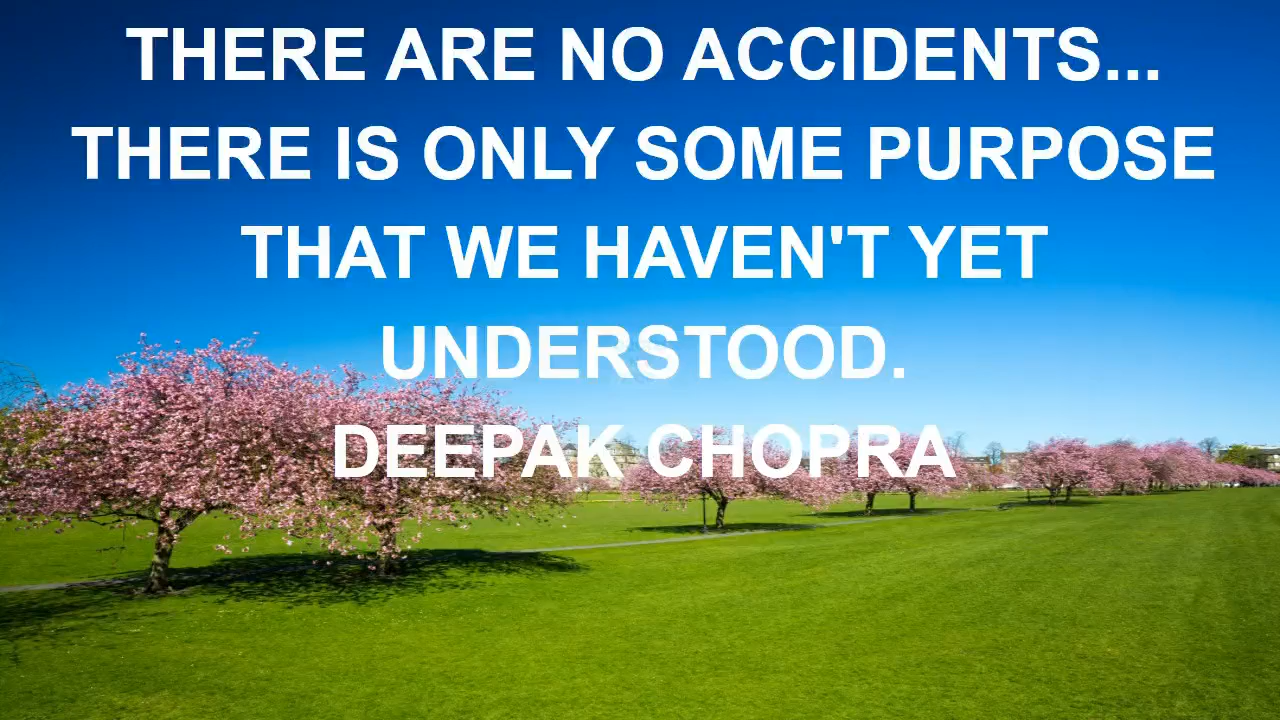 THERE ARE NO ACCIDENTS...
THERE IS ONLY SOME PURPOSE
THAT WE HAVEN'T YET
UNDERSTOOD.
DEEPAK CHOPRA